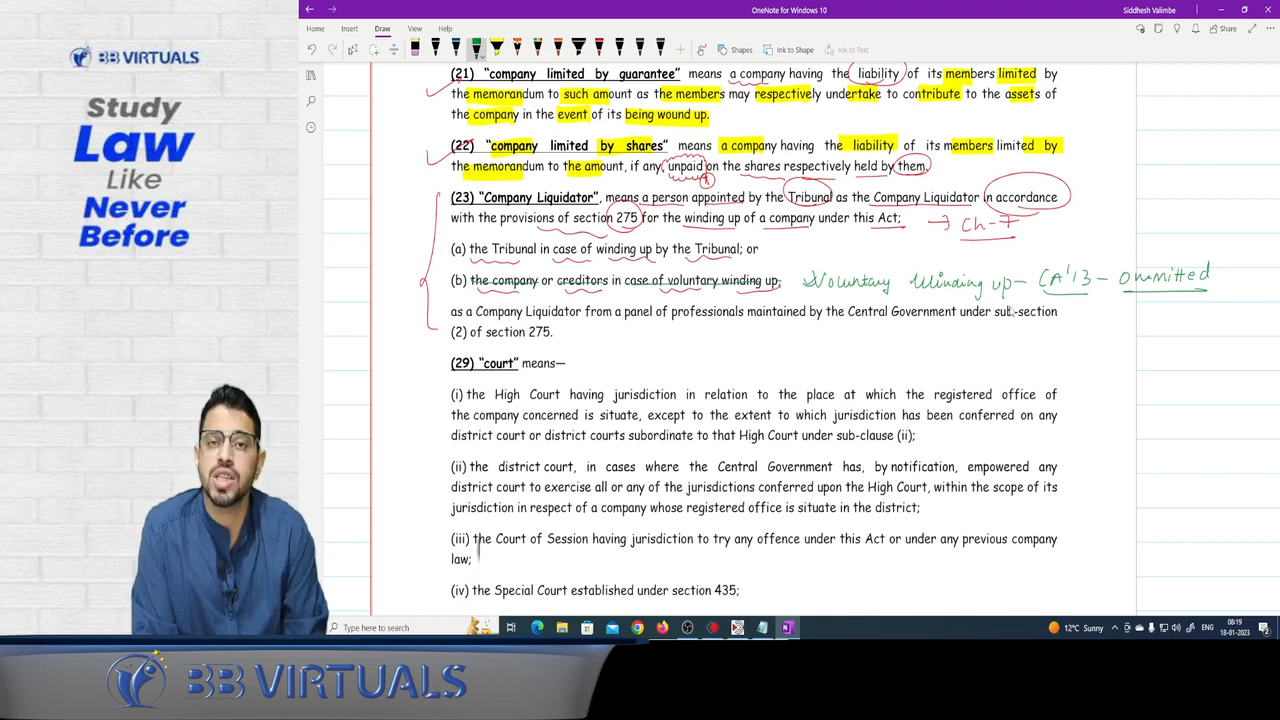 BB VIRTUALS
Study
Law
Like
Never
Before
OneNote for Windows 10
Siddhesh Valimbe
Home Insert Draw View Help
Shapes Ink to Shape Ink to Text Share
(21) “company limited by guarantee” means a company having the liability of its members limited by
the memorandum to such amount as the members may respectively undertake to contribute to the assets of
the company in the event of its being wound up.
(22) “company limited by shares” means a company having the liability of its members limited by
the memorandum to the amount, if any, unpaid on the shares respectively held by them.
(23) “Company Liquidator”, means a person appointed by the Tribunal as the Company Liquidator in accordance
with the provisions of section 275 for the winding up of a company under this Act; → Ch-7
(a) the Tribunal in case of winding up by the Tribunal; or
(b) the company or creditors in case of voluntary winding up, Voluntary Winding up - CA'13 - Ommitted
as a Company Liquidator from a panel of professionals maintained by the Central Government under sub-section
(2) of section 275.
(29) “court” means—
(i) the High Court having jurisdiction in relation to the place at which the registered office of
the company concerned is situate, except to the extent to which jurisdiction has been conferred on any
district court or district courts subordinate to that High Court under sub-clause (ii);
(ii) the district court, in cases where the Central Government has, by notification, empowered any
district court to exercise all or any of the jurisdictions conferred upon the High Court, within the scope of its
jurisdiction in respect of a company whose registered office is situate in the district;
(iii) the Court of Session having jurisdiction to try any offence under this Act or under any previous company
law;
(iv) the Special Court established under section 435;
Type here to search
12°C Sunny ENG 08:19
18-01-2023
BB VIRTUALS